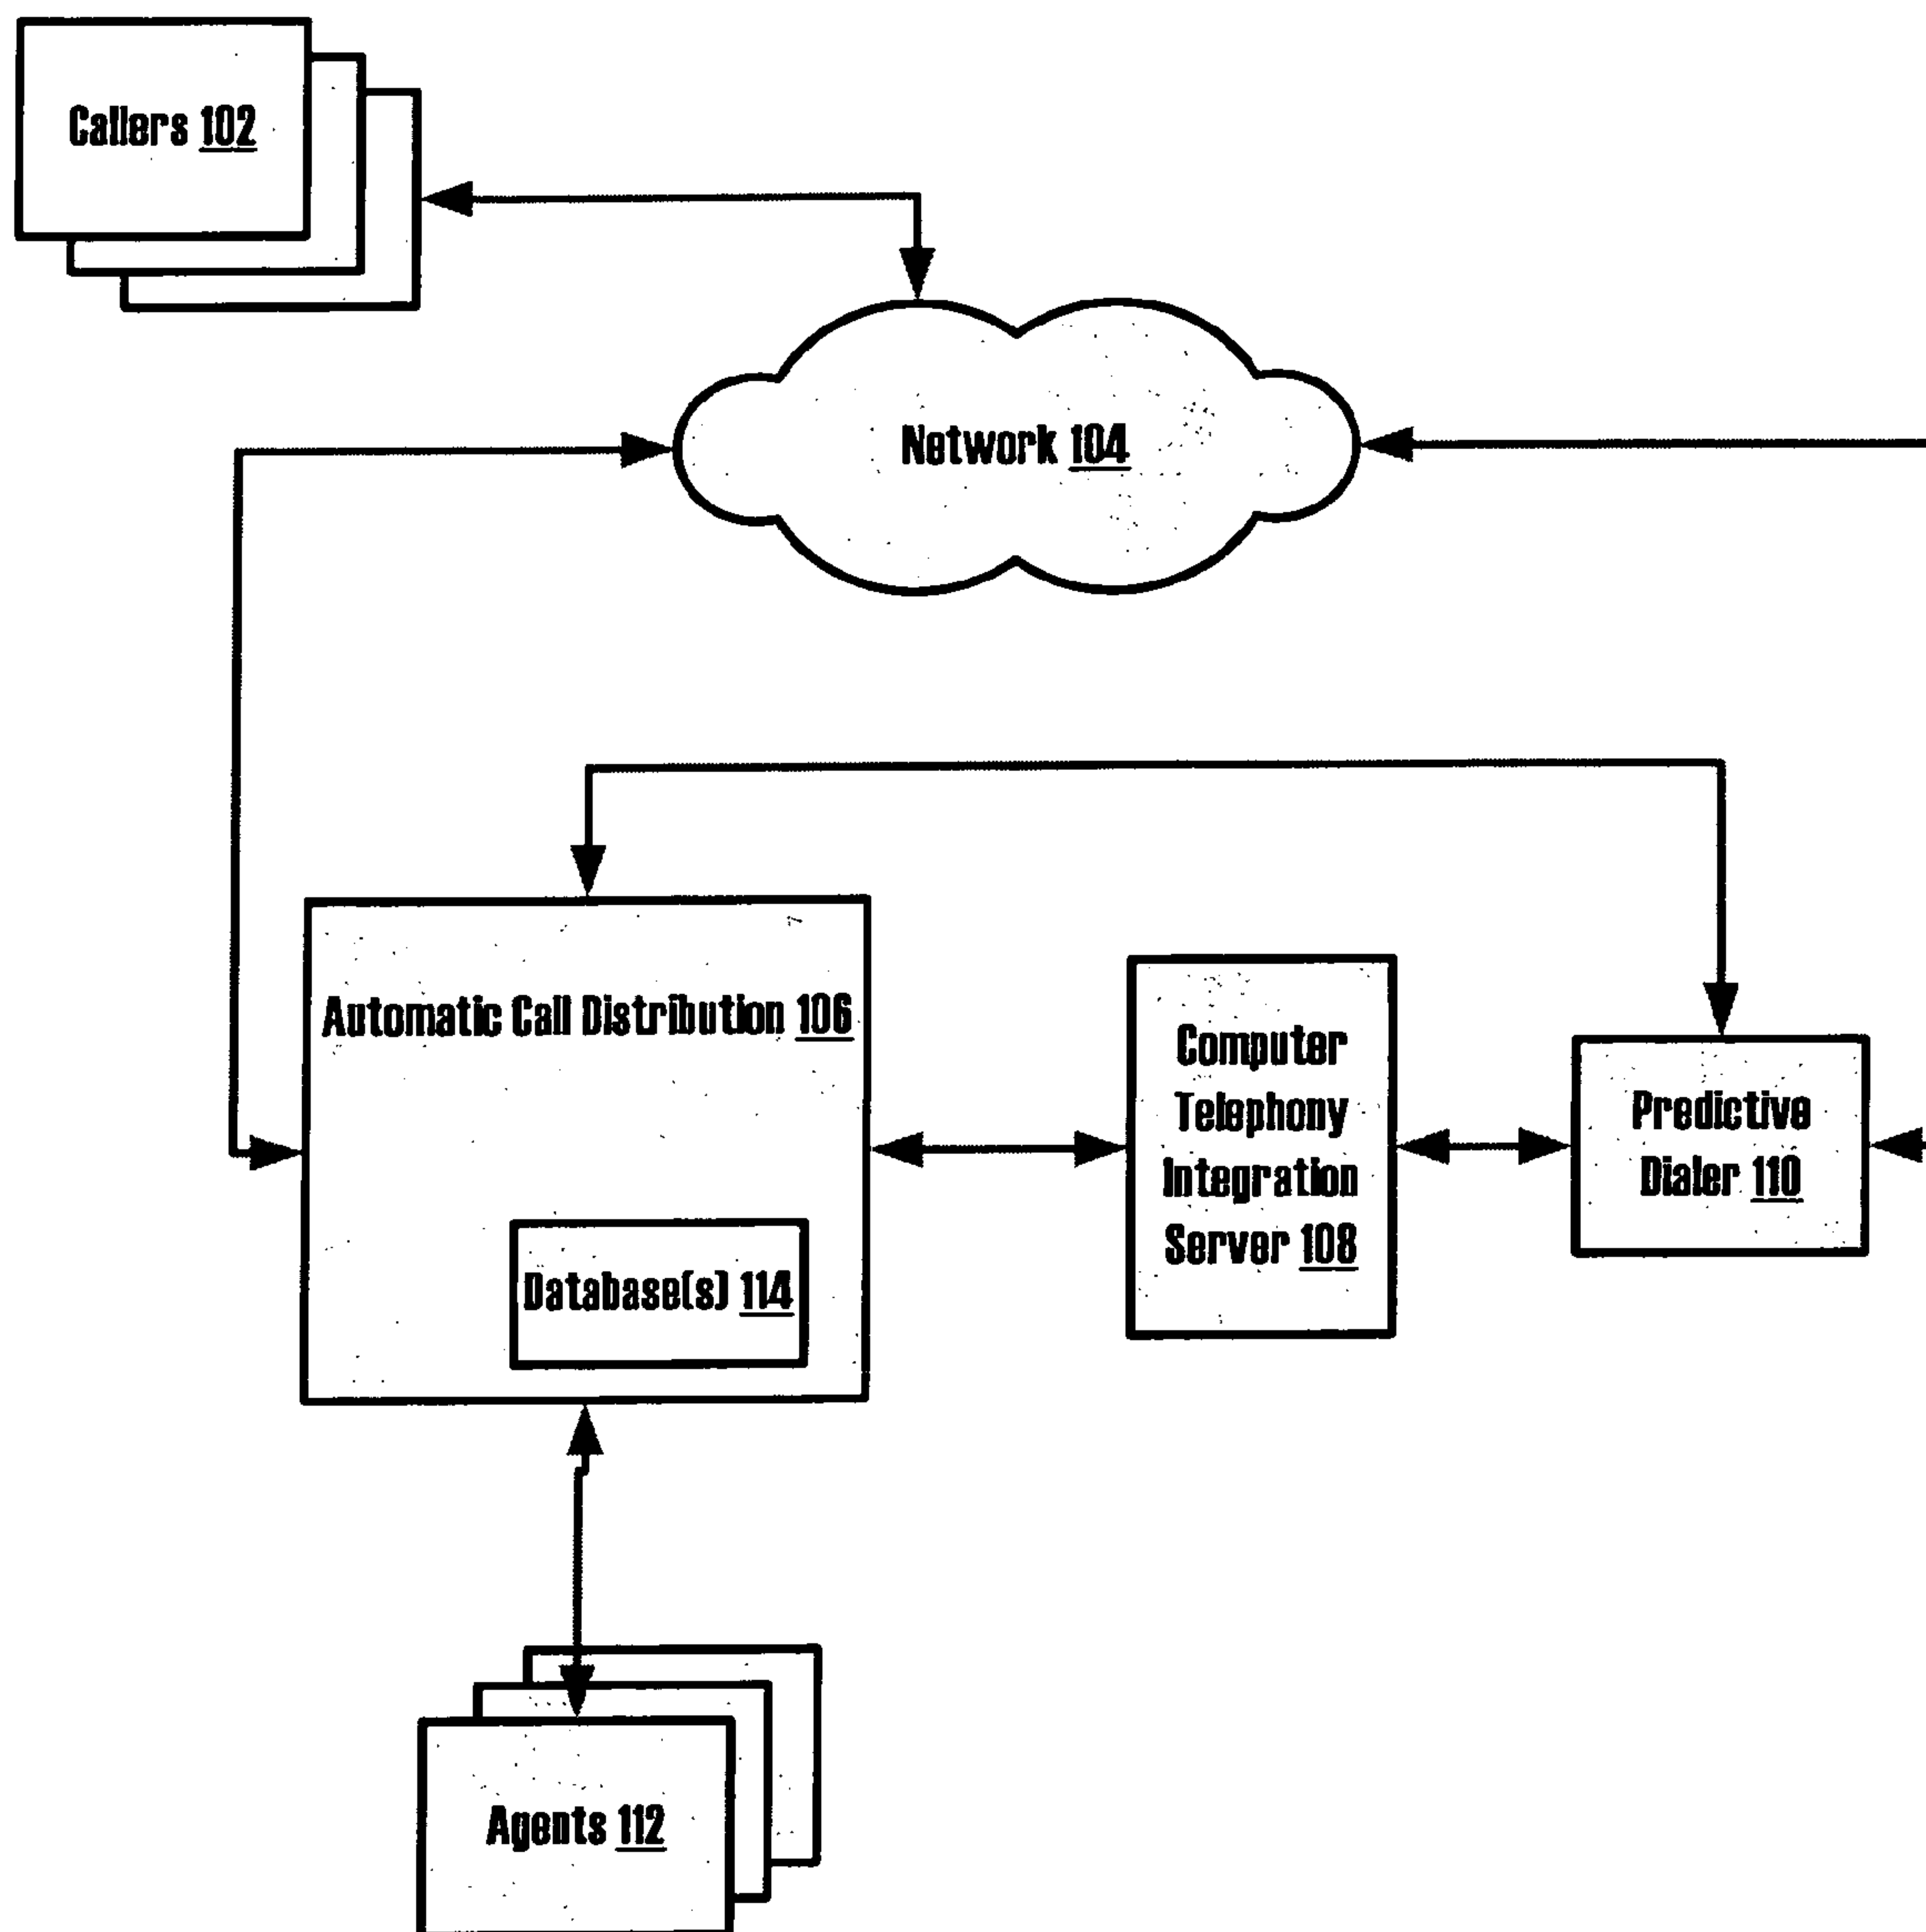 Callers 102
Network 104
Automatic Call Distribution 106
Computer
Telephony
Integration
Server 108
Predictive
Dialer 110
Database(s) 114
Agents 112